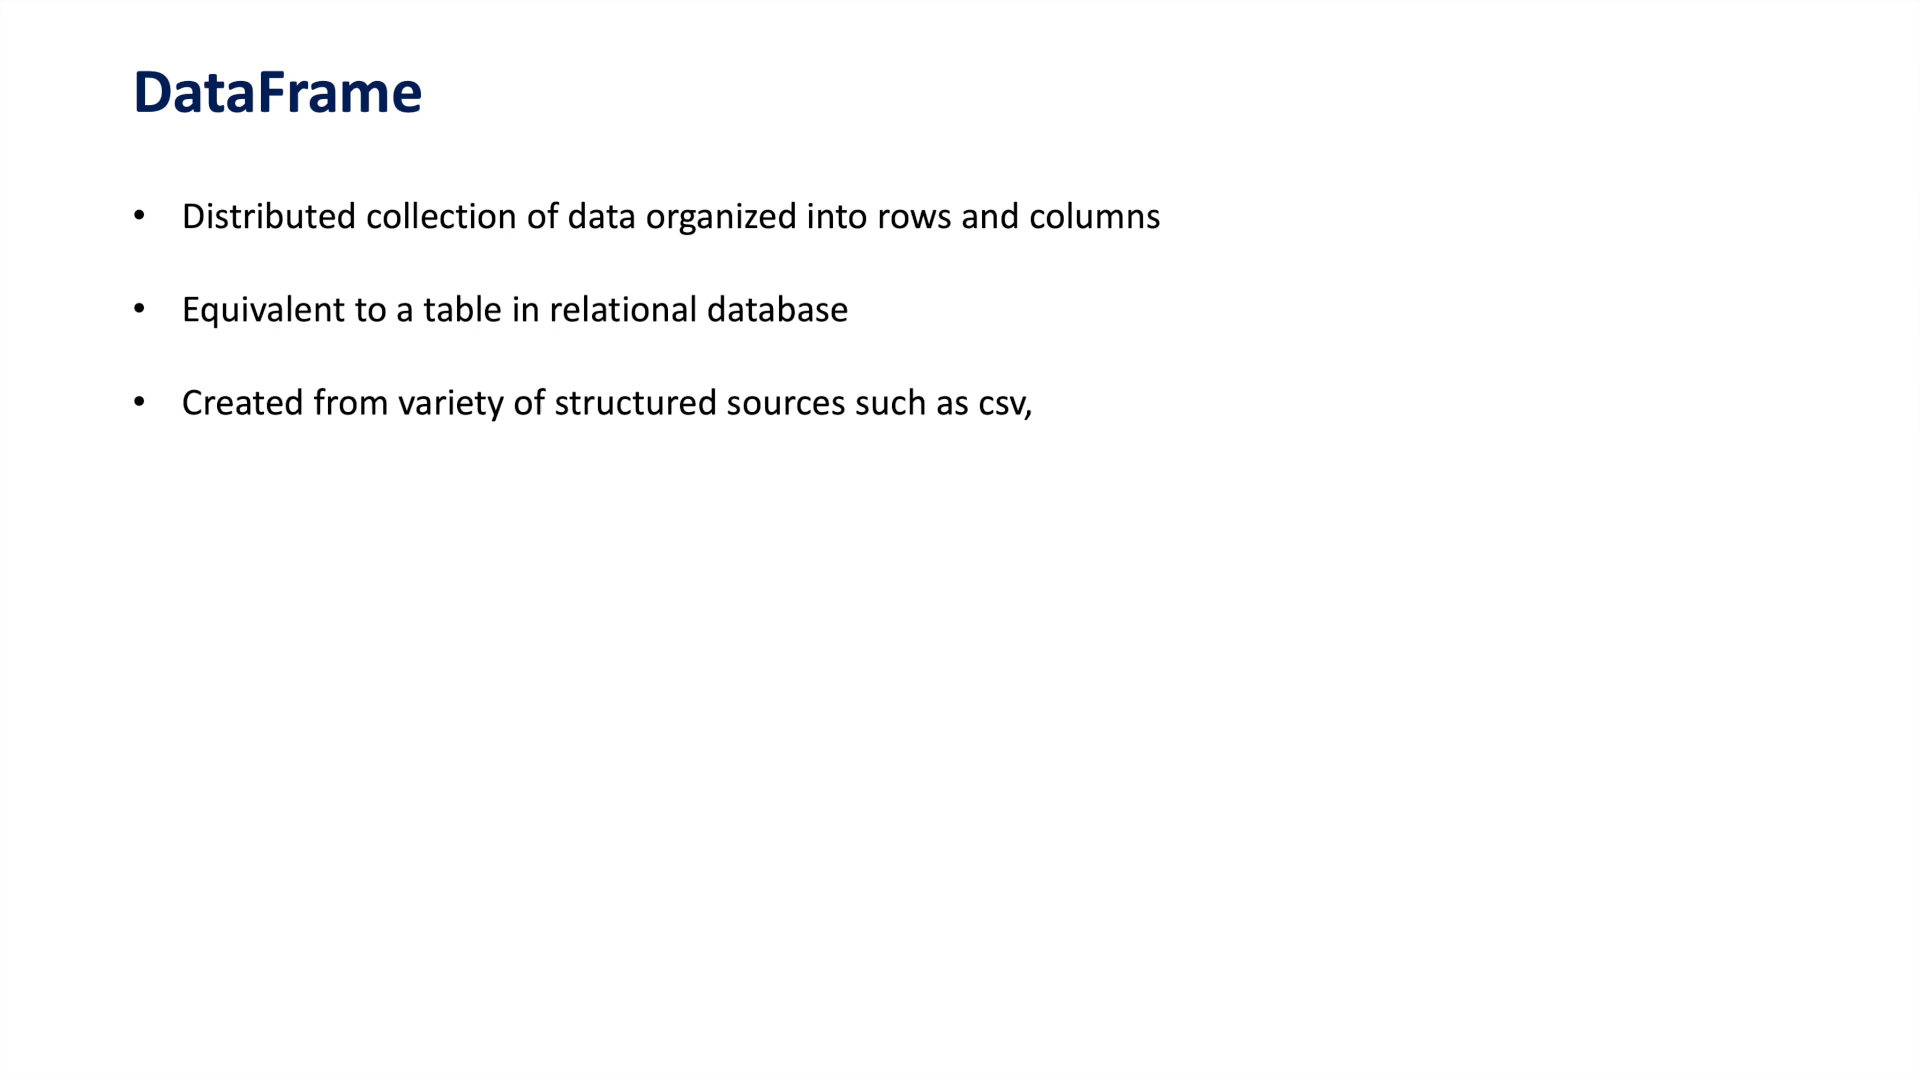 DataFrame
• Distributed collection of data organized into rows and columns
• Equivalent to a table in relational database
• Created from variety of structured sources such as csv,